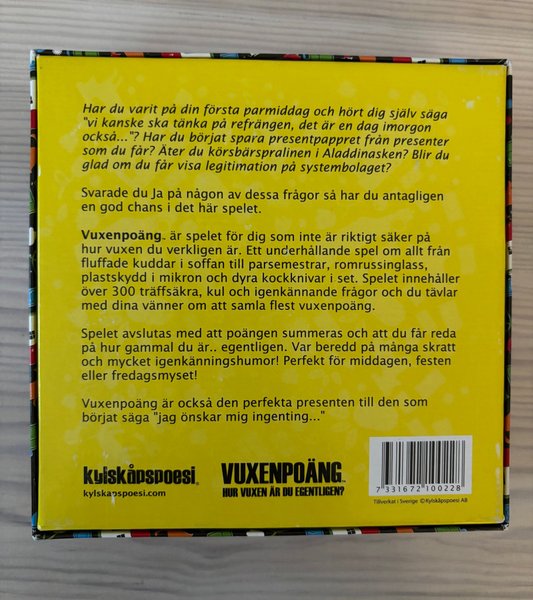 Har du varit på din första parmiddag och hört dig själv säga
"vi kanske ska tänka på refrängen, det är en dag imorgon
också..."? Har du börjat spara presentpappret från presenter
som du får? Äter du körsbärspralinen i Aladdinasken? Blir du
glad om du får visa legitimation på systembolaget?
Svarade du Ja på någon av dessa frågor så har du antagligen
en god chans i det här spelet.
Vuxenpoäng™ är spelet för dig som inte är riktigt säker på
hur vuxen du verkligen är. Ett underhållande spel om allt från
fluffade kuddar i soffan till parsemestrar, romrussinglass,
plastskydd i mikron och dyra kockknivar i set. Spelet innehåller
över 300 träffsäkra, kul och igenkännande frågor och du tävlar
med dina vänner om att samla flest vuxenpoäng.
Spelet avslutas med att poängen summeras och att du får reda
på hur gammal du är.. egentligen. Var beredd på många skratt
och mycket igenkänningshumor! Perfekt för middagen, festen
eller fredagsmyset!
Vuxenpoäng är också den perfekta presenten till den som
börjat säga "jag önskar mig ingenting..."
kylskåpspoesi®
kylskapspoesi.com
VUXENPOÄNG™
HUR VUXEN ÄR DU EGENTLIGEN?
7 331672 100228
Tillverkat i Sverige ©Kylskåpspoesi AB